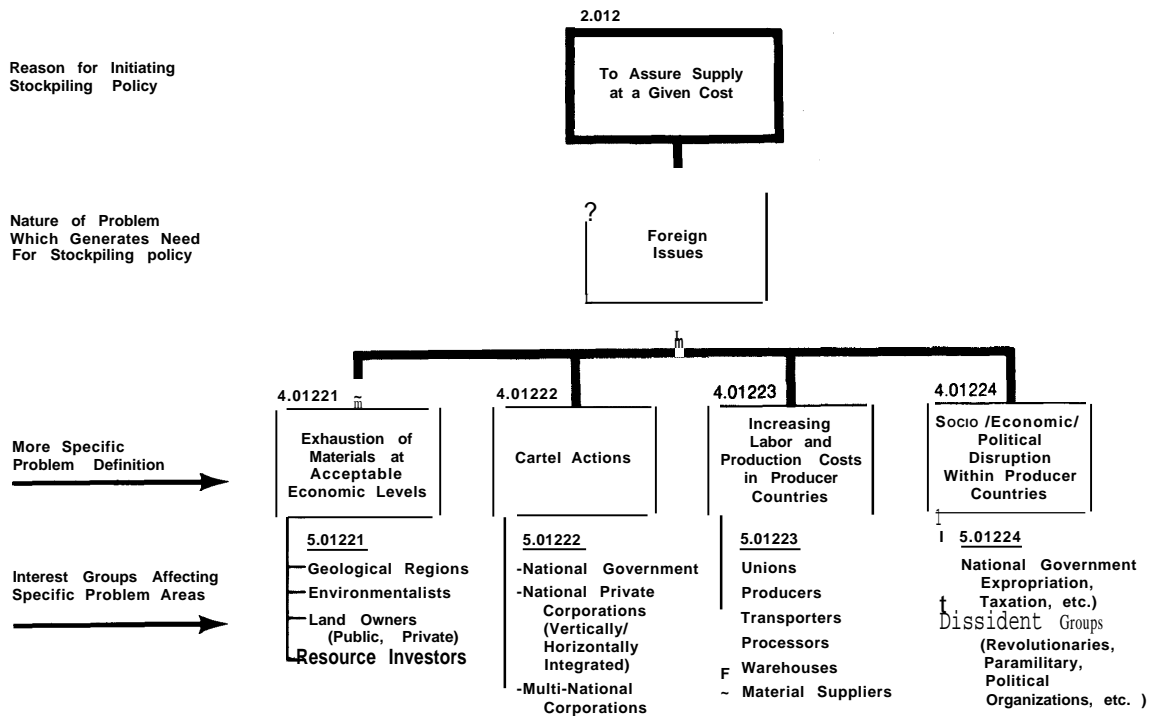 2.012
Reason for Initiating
Stockpiling Policy
To Assure Supply
at a Given Cost
Nature of Problem
Which Generates Need
For Stockpiling policy
?
Foreign
Issues
4.01221
4.01222
4.01223
4.01224
More Specific
Problem Definition
Exhaustion of
Materials at
Acceptable
Economic Levels
Cartel Actions
Increasing
Labor and
Production Costs
in Producer
Countries
Socio /Economic/
Political
Disruption
Within Producer
Countries
Interest Groups Affecting
Specific Problem Areas
5.01221
Geological Regions
Environmentalists
Land Owners
(Public, Private)
Resource Investors
5.01222
-National Government
-National Private
Corporations
(Vertically/
Horizontally
Integrated)
-Multi-National
Corporations
5.01223
Unions
Producers
Transporters
Processors
F Warehouses
~ Material Suppliers
5.01224
National Government
Expropriation,
Taxation, etc.)
Dissident Groups
(Revolutionaries,
Paramilitary,
Political
Organizations, etc. )